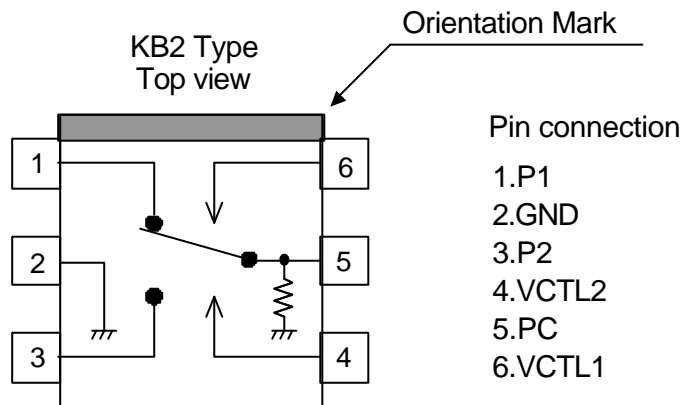 Orientation Mark
KB2 Type
Top view
1
6
2
5
3
4
Pin connection
1.P1
2.GND
3.P2
4.VCTL2
5.PC
6.VCTL1